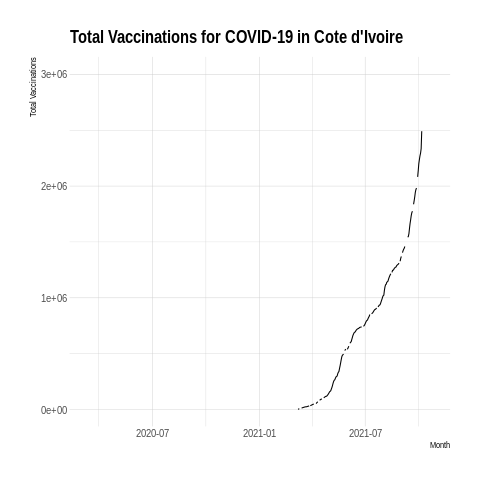 Total Vaccinations for COVID-19 in Cote d'Ivoire
Total Vaccinations
3e+06
2e+06
1e+06
0e+00
2020-07 2021-01 2021-07
Month